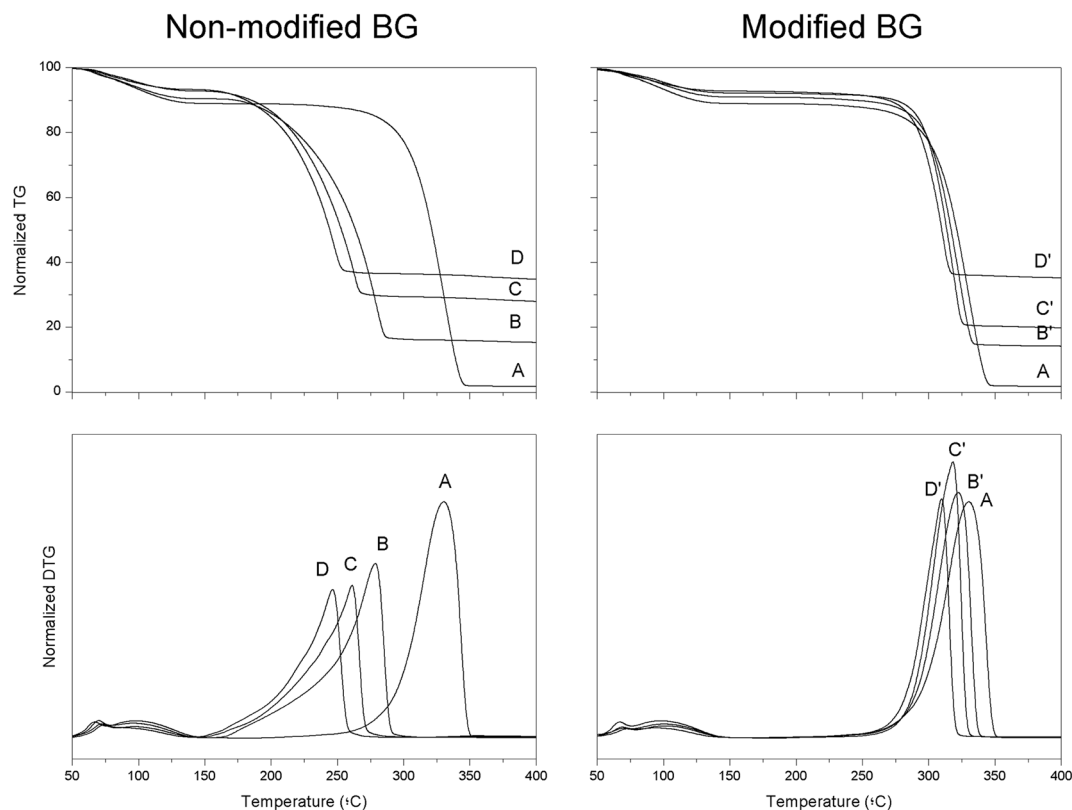 Non-modified BG
Modified BG
Normalized TG
100
80
60
40
20
0
D
C
B
A
D'
C'
B'
A
Normalized DTG
A
B
C
D
C'
D'
B'
A
50 100 150 200 250 300 350 400
50 100 150 200 250 300 350 400
Temperature (°C)
Temperature (°C)